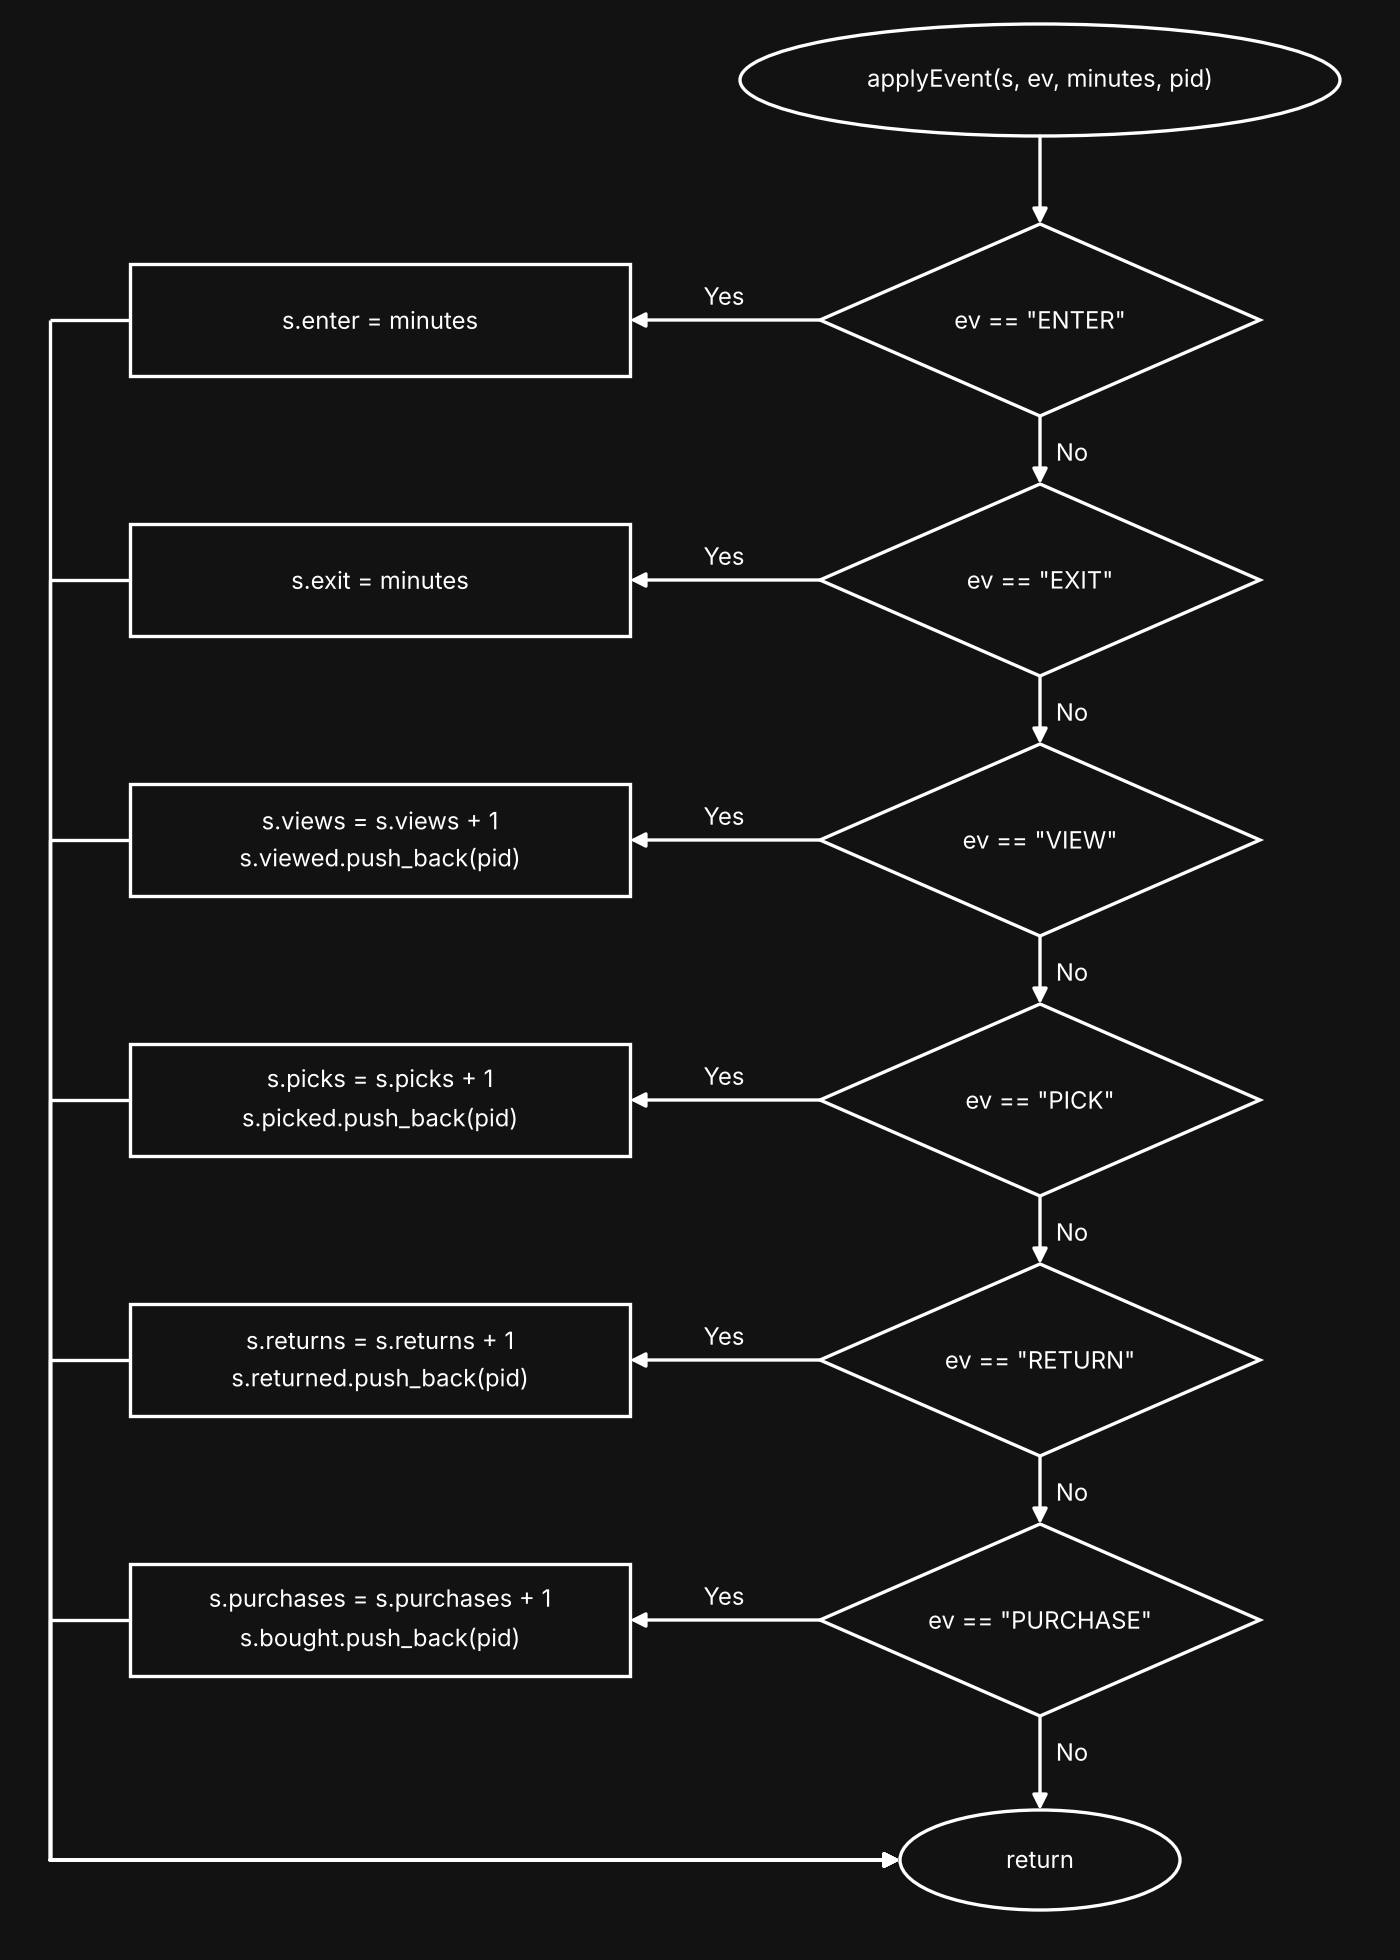 applyEvent(s, ev, minutes, pid)
ev == "ENTER"
Yes
s.enter = minutes
No
ev == "EXIT"
Yes
s.exit = minutes
No
ev == "VIEW"
Yes
s.views = s.views + 1
s.viewed.push_back(pid)
No
ev == "PICK"
Yes
s.picks = s.picks + 1
s.picked.push_back(pid)
No
ev == "RETURN"
Yes
s.returns = s.returns + 1
s.returned.push_back(pid)
No
ev == "PURCHASE"
Yes
s.purchases = s.purchases + 1
s.bought.push_back(pid)
No
return